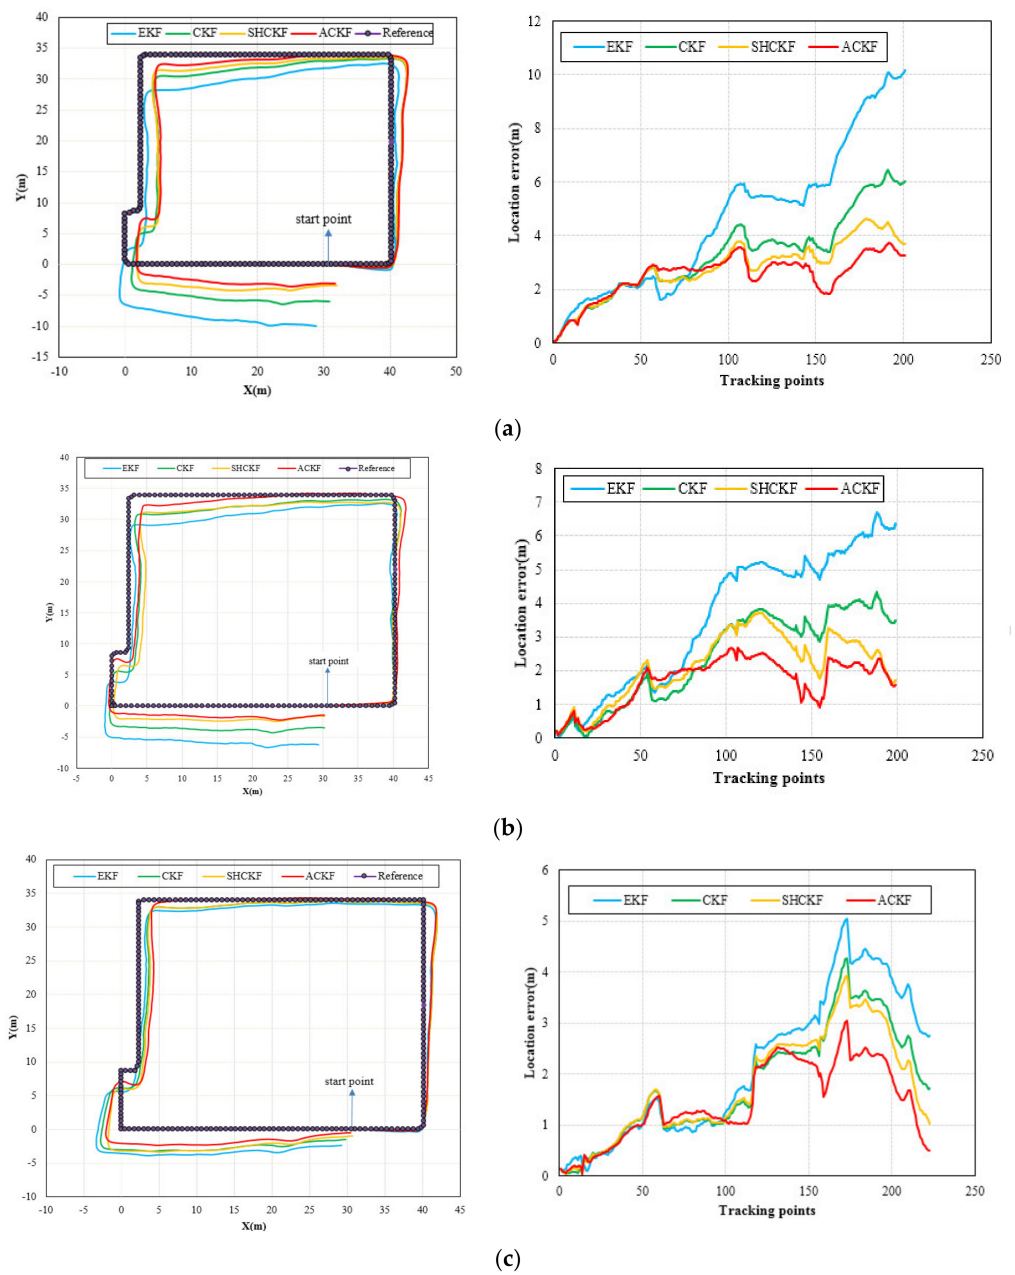 40
35
30
25
20
15
10
5
0
-5
-10
-15
Y(m)
EKF CKF SHCKF ACKF Reference
start point
-10 0 10 20 30 40 50
X(m)
12
10
8
6
4
2
0
Location error(m)
EKF CKF SHCKF ACKF
0 50 100 150 200 250
Tracking points
(a)
40
35
30
25
20
15
10
5
0
-5
-10
Y(m)
EKF CKF SHCKF ACKF Reference
start point
-5 0 5 10 15 20 25 30 35 40 45
X(m)
8
7
6
5
4
3
2
1
0
Location error(m)
EKF CKF SHCKF ACKF
0 50 100 150 200 250
Tracking points
(b)
40
35
30
25
20
15
10
5
0
-5
-10
Y(m)
EKF CKF SHCKF ACKF Reference
start point
-10 -5 0 5 10 15 20 25 30 35 40 45
X(m)
6
5
4
3
2
1
0
Location error(m)
EKF CKF SHCKF ACKF
0 50 100 150 200 250
Tracking points
(c)